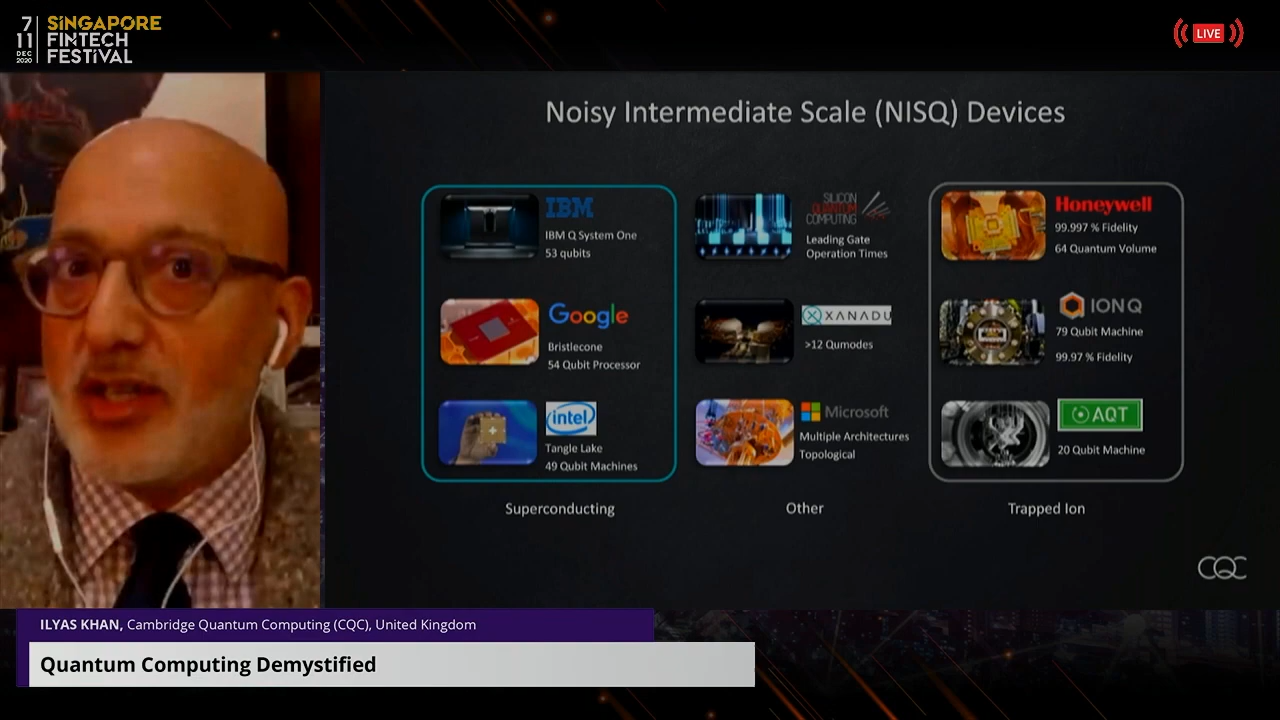 7
11
DEC
2020
SINGAPORE
FINTECH
FESTIVAL
LIVE
Noisy Intermediate Scale (NISQ) Devices
IBM
IBM Q System One
53 qubits
Google
Bristlecone
54 Qubit Processor
intel
Tangle Lake
49 Qubit Machines
Superconducting
SILICON
QUANTUM
COMPUTING
Leading Gate
Operation Times
XANADU
>12 Qumodes
Microsoft
Multiple Architectures
Topological
Other
Honeywell
99.997 % Fidelity
64 Quantum Volume
IONQ
79 Qubit Machine
99.97 % Fidelity
AQT
20 Qubit Machine
Trapped Ion
CQC
ILYAS KHAN, Cambridge Quantum Computing (CQC), United Kingdom
Quantum Computing Demystified